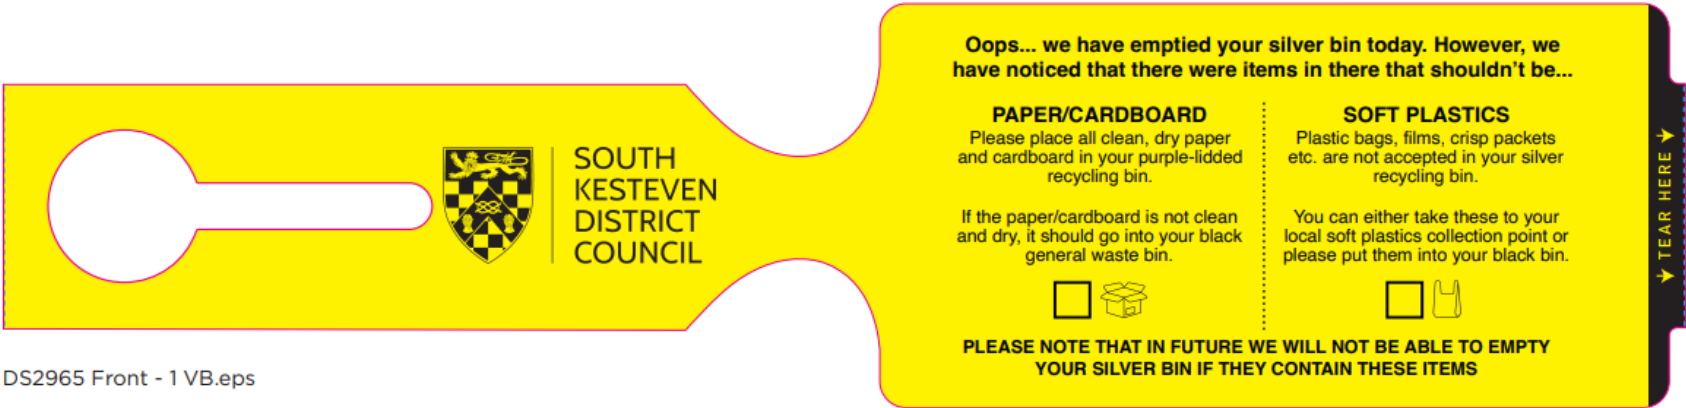 SOUTH
KESTEVEN
DISTRICT
COUNCIL
Oops... we have emptied your silver bin today. However, we
have noticed that there were items in there that shouldn't be...
PAPER/CARDBOARD
Please place all clean, dry paper
and cardboard in your purple-lidded
recycling bin.
If the paper/cardboard is not clean
and dry, it should go into your black
general waste bin.
SOFT PLASTICS
Plastic bags, films, crisp packets
etc. are not accepted in your silver
recycling bin.
You can either take these to your
local soft plastics collection point or
please put them into your black bin.
PLEASE NOTE THAT IN FUTURE WE WILL NOT BE ABLE TO EMPTY
YOUR SILVER BIN IF THEY CONTAIN THESE ITEMS
TEAR HERE
DS2965 Front - 1 VB.eps